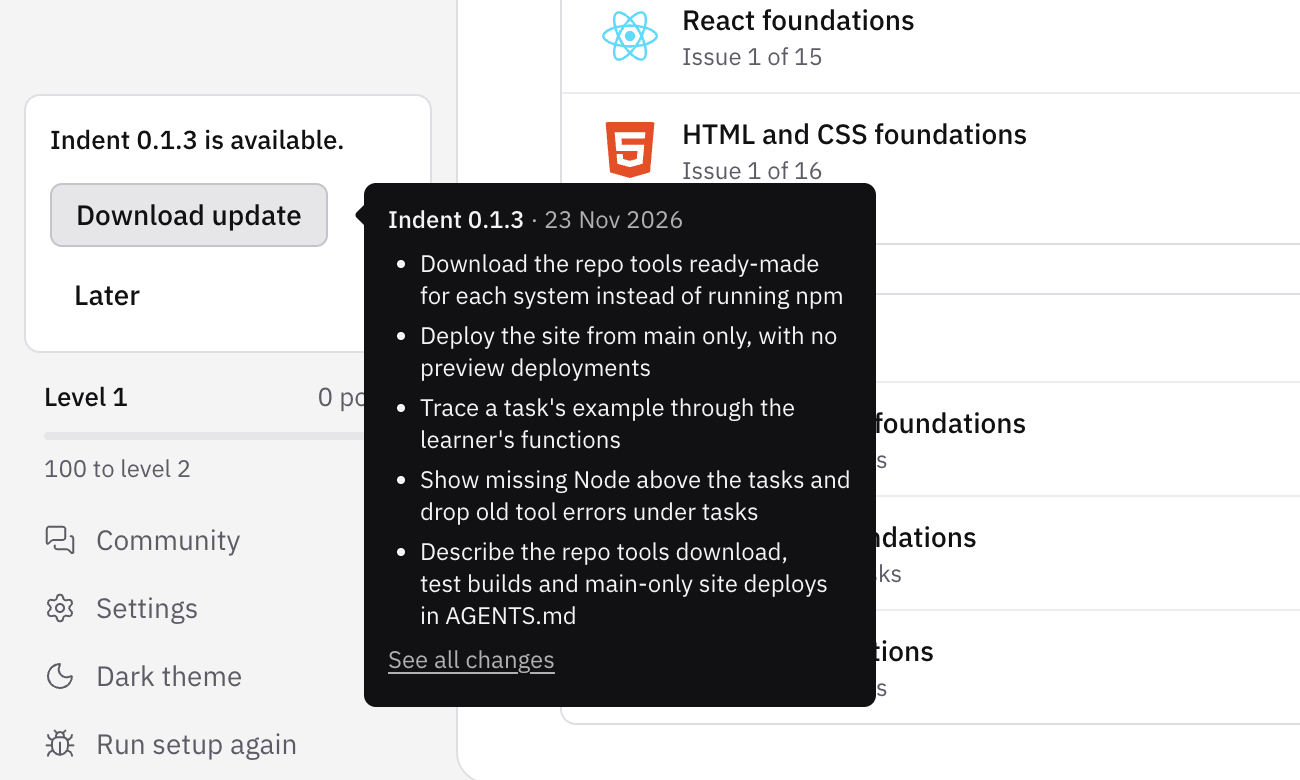 React foundations
Issue 1 of 15
HTML and CSS foundations
Issue 1 of 16
Indent 0.1.3 is available.
Download update
Later
Indent 0.1.3 · 23 Nov 2026
Download the repo tools ready-made
for each system instead of running npm
Deploy the site from main only, with no
preview deployments
Trace a task's example through the
learner's functions
Show missing Node above the tasks and
drop old tool errors under tasks
Describe the repo tools download,
test builds and main-only site deploys
in AGENTS.md
See all changes
Level 1
0
100 to level 2
Community
Settings
Dark theme
Run setup again
foundations